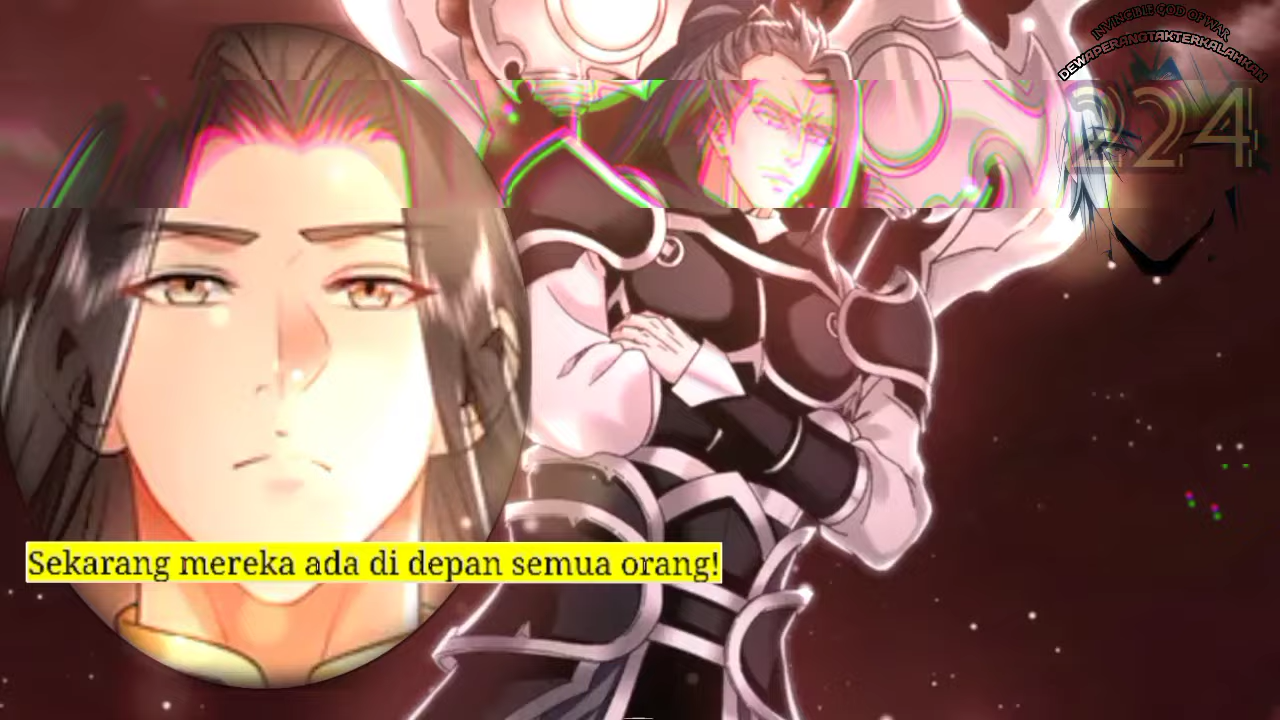 INVINCIBLE GOD OF WAR
DEWAPERANGTAKTERKALAHKAN
224
Sekarang mereka ada di depan semua orang!